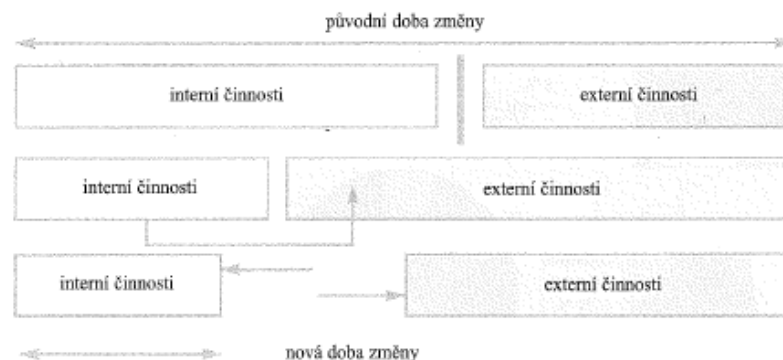 původní doba změny
interní činnosti
externí činnosti
interní činnosti
externí činnosti
interní činnosti
externí činnosti
nová doba změny